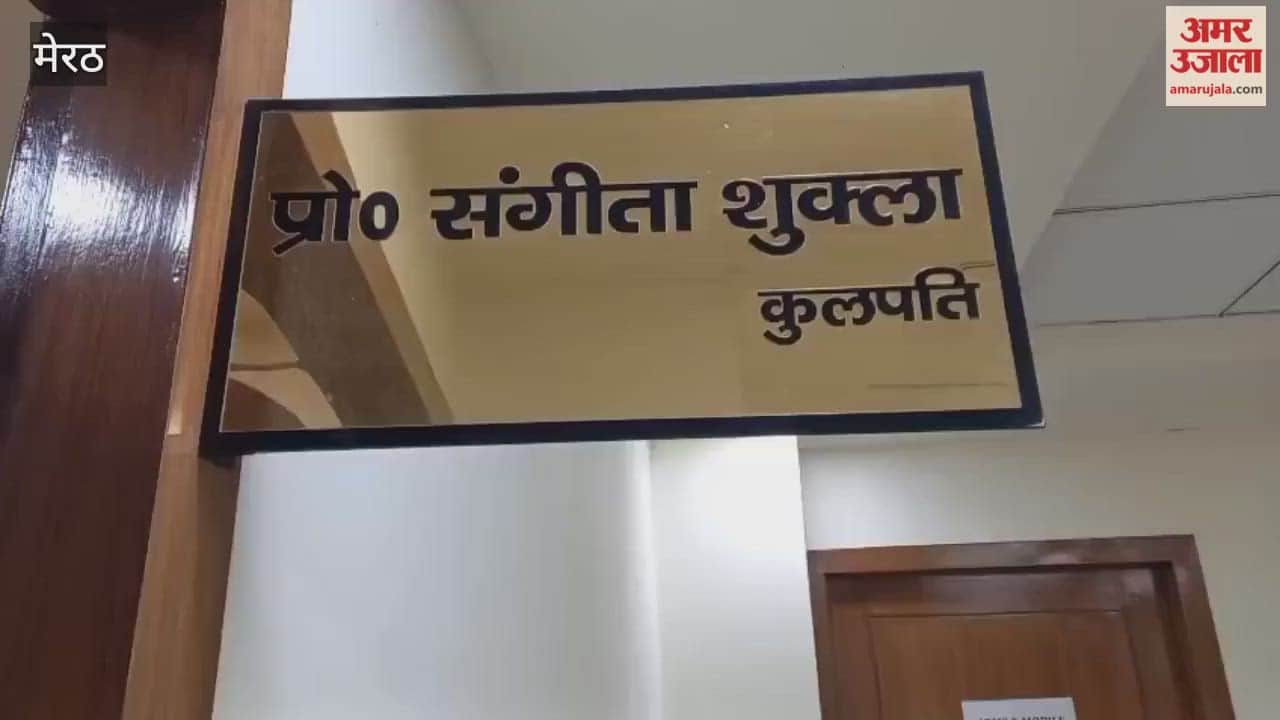 मेरठ
अमर
उजाला
amarujala.com
प्रो० संगीता शुक्ला
कुलपति